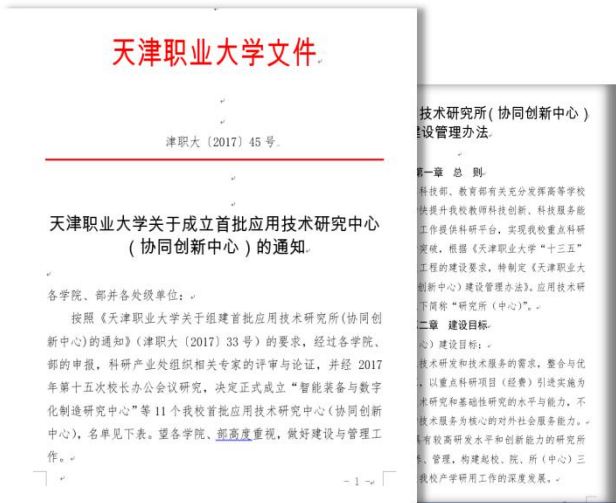 天津职业大学文件
津职大〔2017〕45 号
天津职业大学关于成立首批应用技术研究中心
（协同创新中心）的通知
各学院、部并各处级单位：
按照《天津职业大学关于组建首批应用技术研究所(协同创
新中心)的通知》（津职大〔2017〕33 号）的要求，经过各学院、
部的申报，科研产业处组织相关专家的评审与论证，并经 2017
年第十五次校长办公会议研究，决定正式成立“智能装备与数字
化制造研究中心”等 11 个我校首批应用技术研究中心（协同创新
中心），名单见下表。望各学院、部高度重视，做好建设与管理工
作。
- 1 -
技术研究所（协同创新中心）
建设管理办法
第一章 总 则
科技部、教育部有关充分发挥高等学校
快提升我校教师科技创新、科技服务能
工作提供科研平台，实现我校重点科研
突破，根据《天津职业大学“十三五”
工程的建设要求，特制定《天津职业大
创新中心）建设管理办法》。应用技术研
下简称“研究所（中心）”。
第二章 建设目标
心）建设目标：
技术研发和技术服务的需求，整合与优
，以重点科研项目（经费）引进实施为
术研究和基础性研究的水平与能力，不
技术服务为核心的对外社会服务能力。
具有较高研发水平和创新能力的研究所
、管理，构建起校、院、所（中心）三
我校产学研用工作的深度发展。